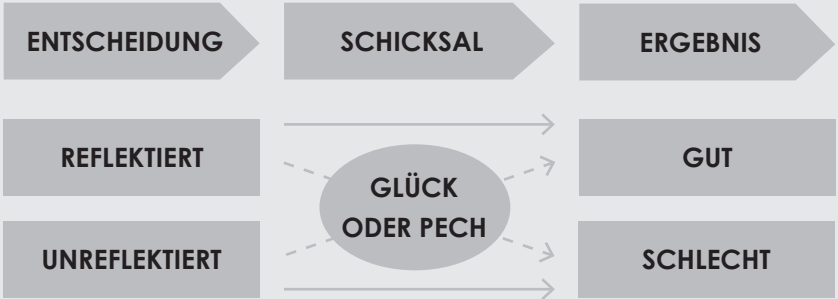 ENTSCHEIDUNG
SCHICKSAL
ERGEBNIS
REFLEKTIERT
GLÜCK
ODER PECH
GUT
UNREFLEKTIERT
SCHLECHT